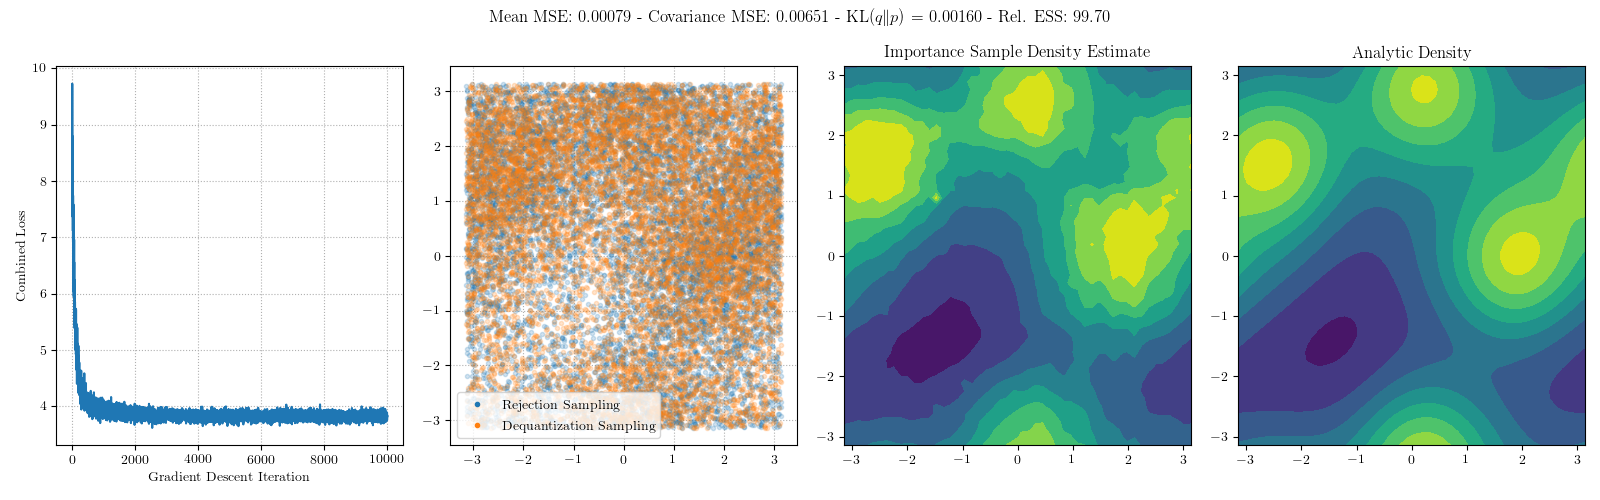 Mean MSE: 0.00079 - Covariance MSE: 0.00651 - KL(q‖p) = 0.00160 - Rel. ESS: 99.70
Combined Loss
10
9
8
7
6
5
4
0 2000 4000 6000 8000 10000
Gradient Descent Iteration
3
2
1
0
−1
−2
−3
Rejection Sampling
Dequantization Sampling
−3 −2 −1 0 1 2 3
Importance Sample Density Estimate
3
2
1
0
−1
−2
−3
−3 −2 −1 0 1 2 3
Analytic Density
3
2
1
0
−1
−2
−3
−3 −2 −1 0 1 2 3